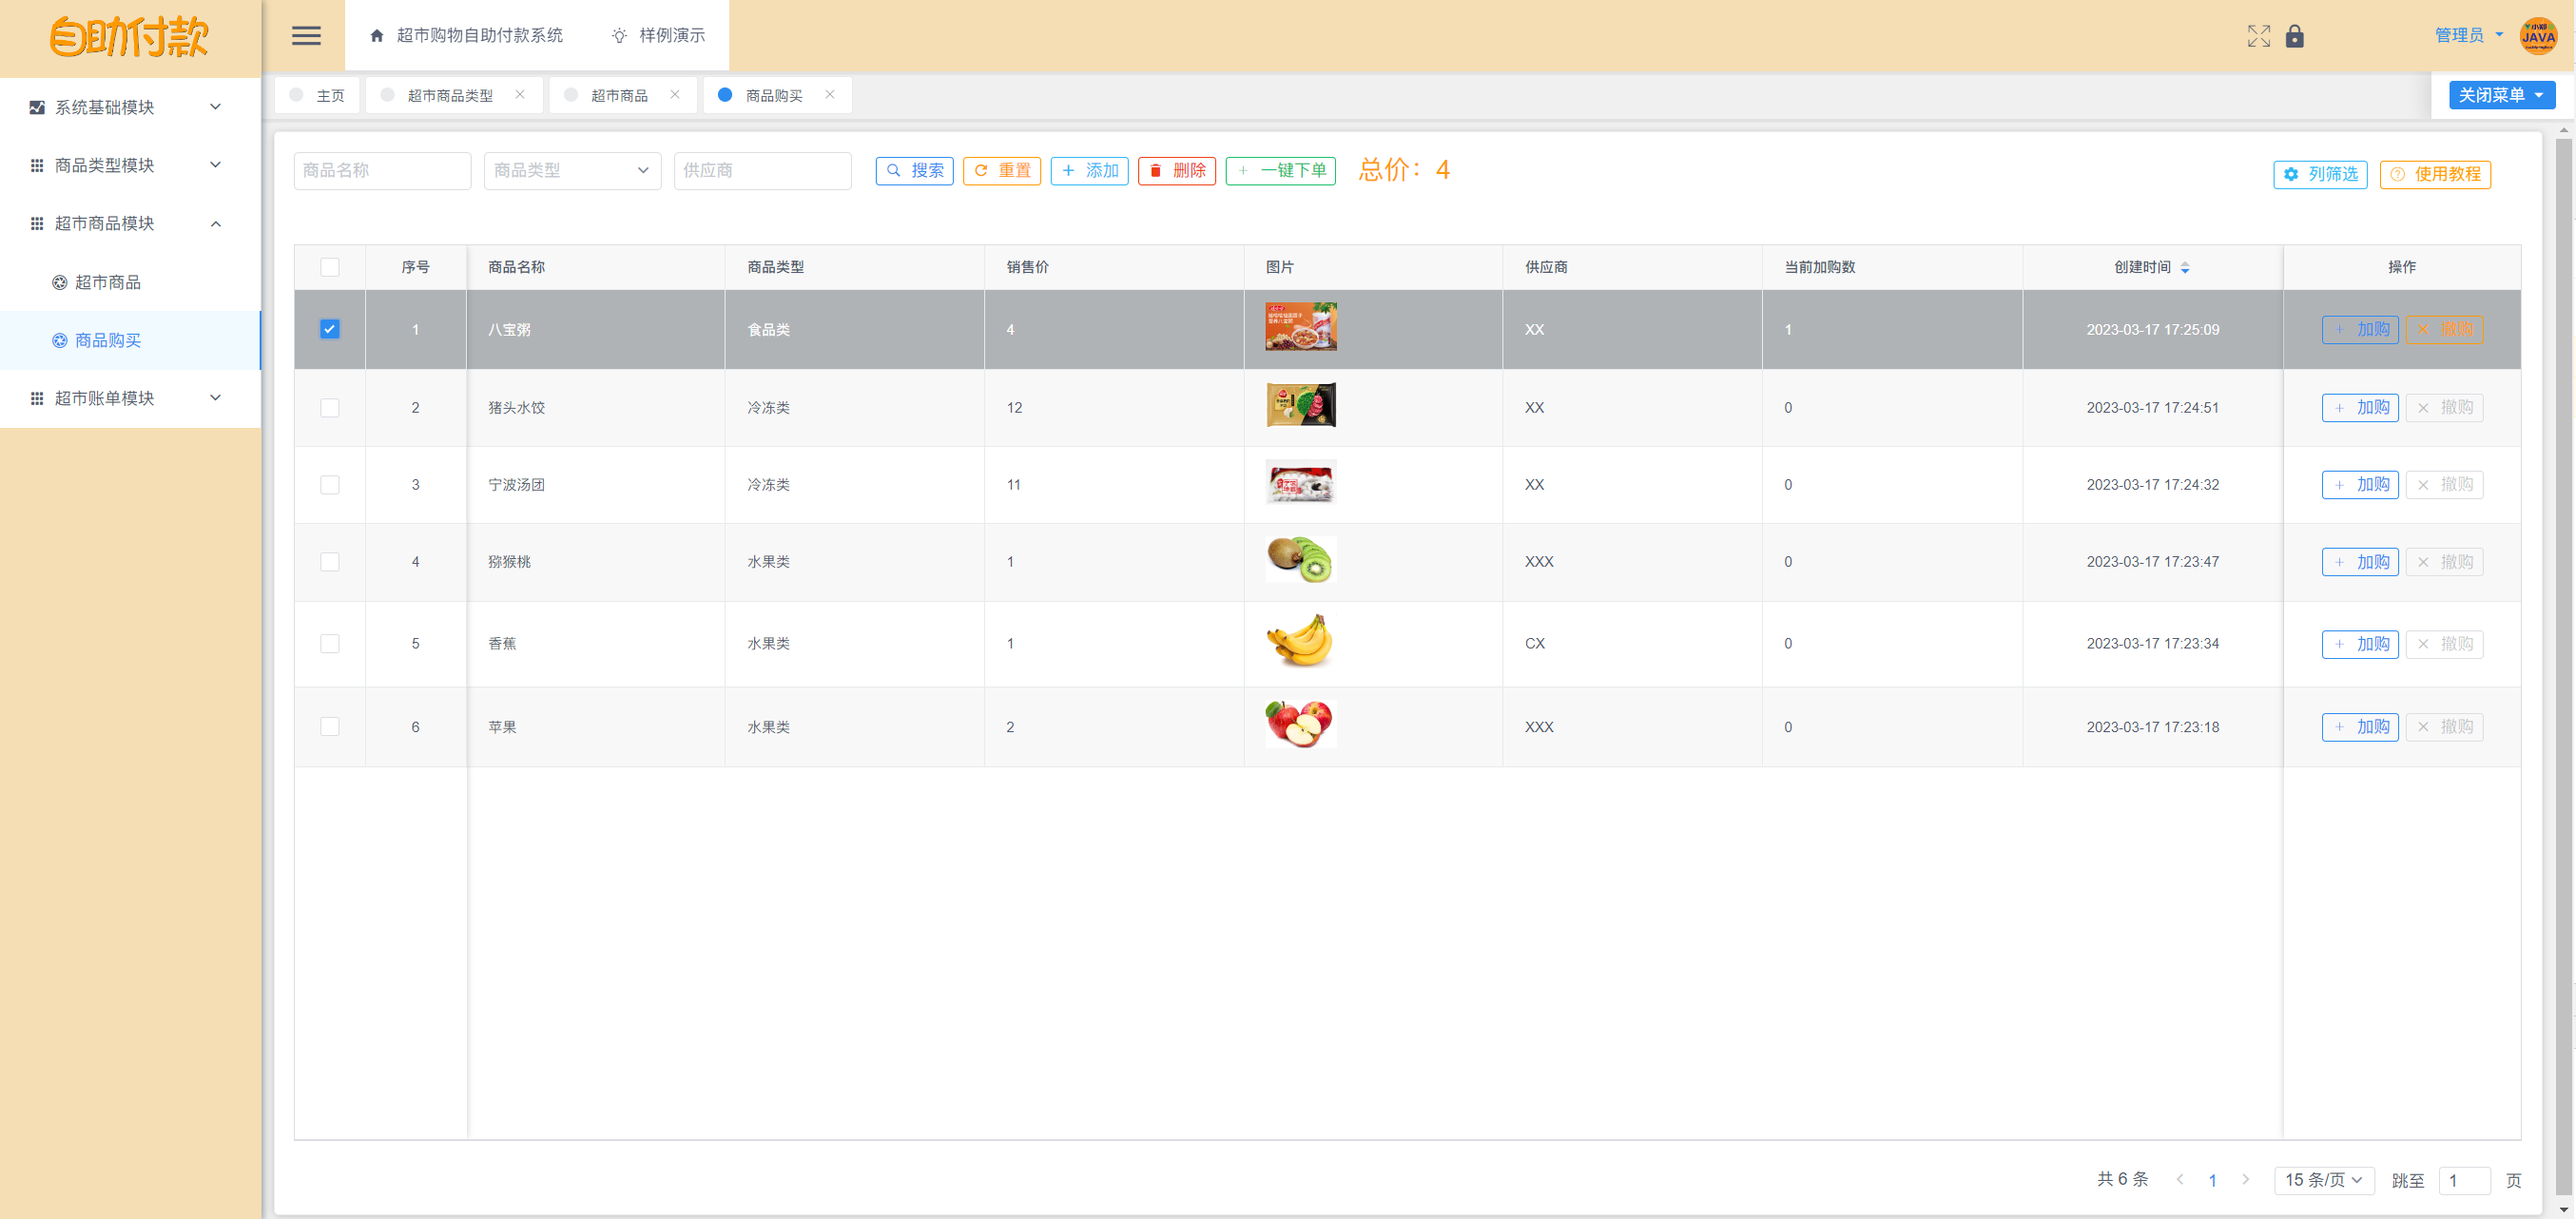 自助付款
超市购物自助付款系统 样例演示 管理员 小郑 JAVA
主页 超市商品类型 超市商品 商品购买 关闭菜单
系统基础模块
商品类型模块
超市商品模块
超市商品
商品购买
超市账单模块
商品名称 商品类型 供应商 搜索 重置 添加 删除 一键下单 总价：4 列筛选 使用教程
序号 商品名称 商品类型 销售价 图片 供应商 当前加购数 创建时间 操作
1 八宝粥 食品类 4 XX 1 2023-03-17 17:25:09 加购 撤购
2 猪头水饺 冷冻类 12 XX 0 2023-03-17 17:24:51 加购 撤购
3 宁波汤团 冷冻类 11 XX 0 2023-03-17 17:24:32 加购 撤购
4 猕猴桃 水果类 1 XXX 0 2023-03-17 17:23:47 加购 撤购
5 香蕉 水果类 1 CX 0 2023-03-17 17:23:34 加购 撤购
6 苹果 水果类 2 XXX 0 2023-03-17 17:23:18 加购 撤购
共 6 条 1 15 条/页 跳至 1 页